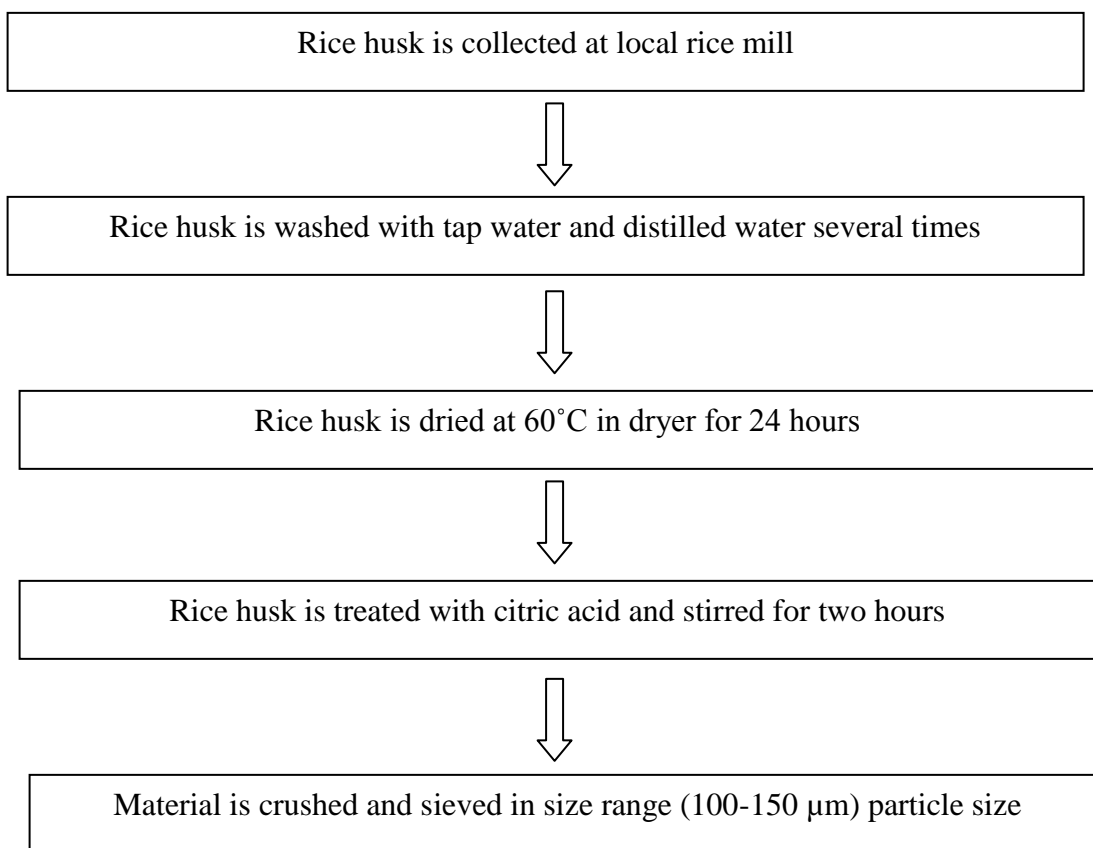 Rice husk is collected at local rice mill
Rice husk is washed with tap water and distilled water several times
Rice husk is dried at 60˚C in dryer for 24 hours
Rice husk is treated with citric acid and stirred for two hours
Material is crushed and sieved in size range (100-150 µm) particle size